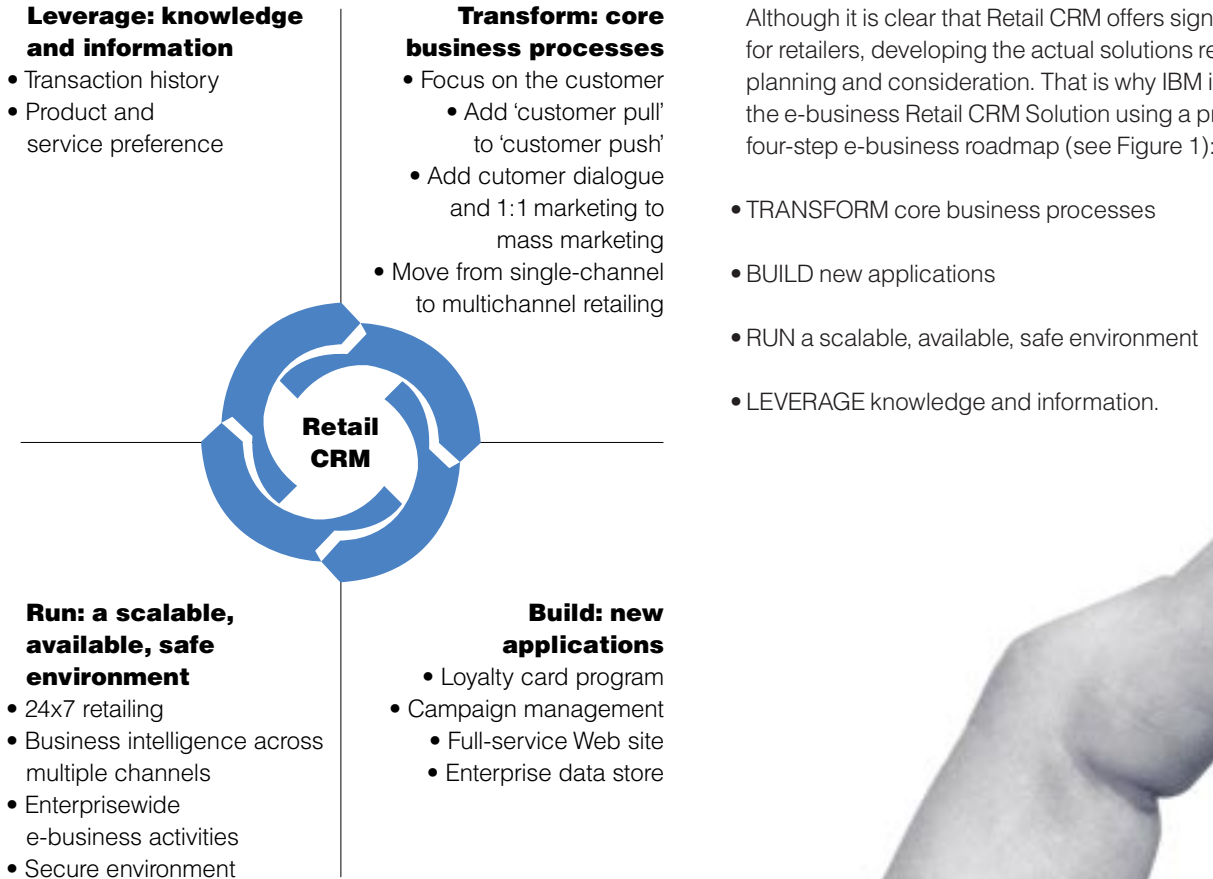 Leverage: knowledge
and information
• Transaction history
• Product and
service preference
Transform: core
business processes
• Focus on the customer
• Add ‘customer pull’
to ‘customer push’
• Add cutomer dialogue
and 1:1 marketing to
mass marketing
• Move from single-channel
to multichannel retailing
Retail
CRM
Run: a scalable,
available, safe
environment
• 24x7 retailing
• Business intelligence across
multiple channels
• Enterprisewide
e-business activities
• Secure environment
Build: new
applications
• Loyalty card program
• Campaign management
• Full-service Web site
• Enterprise data store
Although it is clear that Retail CRM offers
for retailers, developing the actual solutions
planning and consideration. That is why IBM
the e-business Retail CRM Solution using a
four-step e-business roadmap (see Figure 1):
• TRANSFORM core business processes
• BUILD new applications
• RUN a scalable, available, safe environment
• LEVERAGE knowledge and information.